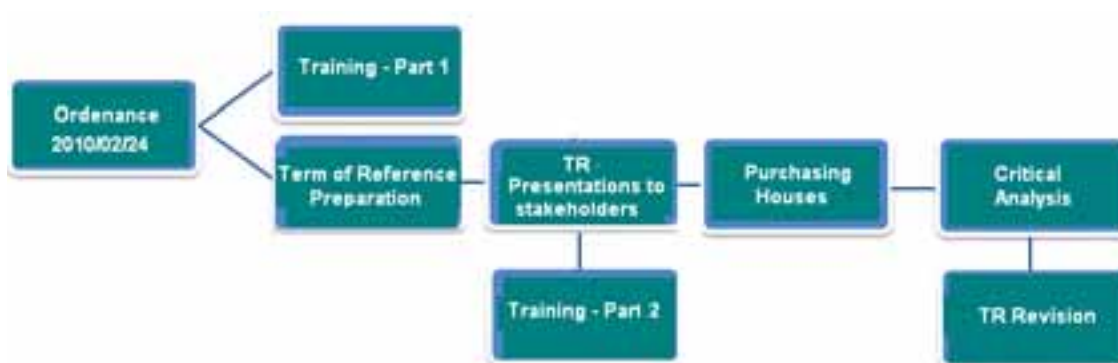 Training - Part 1
Ordenance
2010/02/24
Term of Reference
Preparation
TR
Presentations to
stakeholders
Purchasing
Houses
Critical
Analysis
Training - Part 2
TR Revision